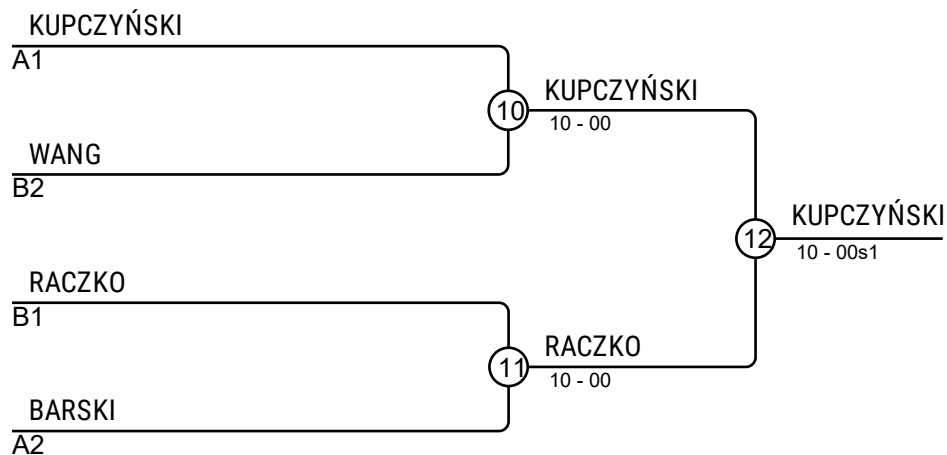 KUPCZYŃSKI
A1
10
KUPCZYŃSKI
10 - 00
WANG
B2
12
KUPCZYŃSKI
10 - 00s1
RACZKO
B1
11
RACZKO
10 - 00
BARSKI
A2